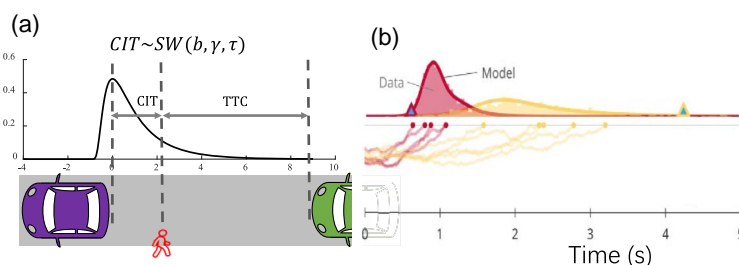 (a)
CIT~SW(b, γ, τ)
0.6
0.4
0.2
0
CIT
TTC
-4
-2
0
2
4
6
8
10
(b)
Data
Model
0
1
2
3
4
5
Time (s)